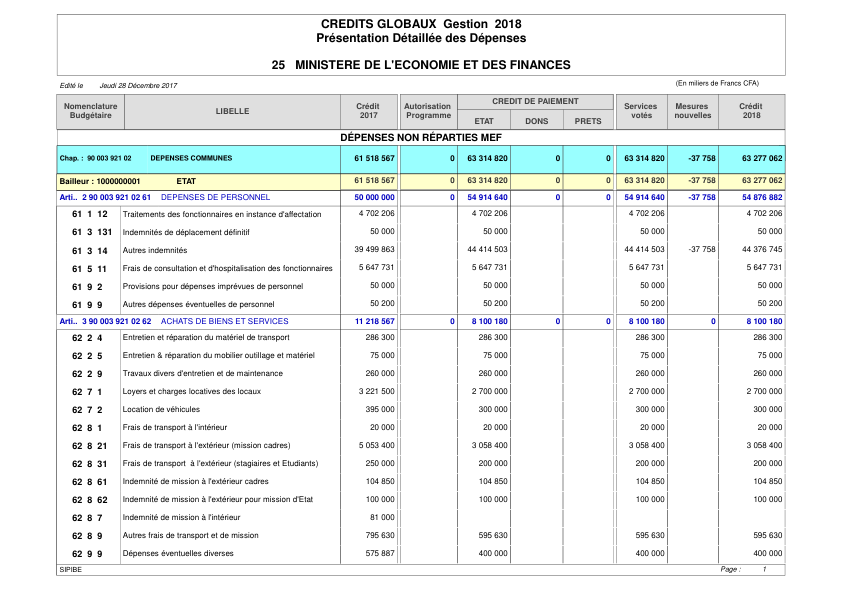 CREDITS GLOBAUX Gestion 2018
Présentation Détaillée des Dépenses
25 MINISTERE DE L'ECONOMIE ET DES FINANCES
Edité le Jeudi 28 Décembre 2017 (En miliers de Francs CFA)
Nomenclature Budgétaire LIBELLE Crédit 2017 Autorisation Programme CREDIT DE PAIEMENT ETAT DONS PRETS Services votés Mesures nouvelles Crédit 2018
DÉPENSES NON RÉPARTIES MEF
Chap. : 90 003 921 02 DEPENSES COMMUNES 61 518 567 0 63 314 820 0 0 63 314 820 -37 758 63 277 062
Bailleur : 1000000001 ETAT 61 518 567 0 63 314 820 0 0 63 314 820 -37 758 63 277 062
Arti.. 2 90 003 921 02 61 DEPENSES DE PERSONNEL 50 000 000 0 54 914 640 0 0 54 914 640 -37 758 54 876 882
61 1 12 Traitements des fonctionnaires en instance d'affectation 4 702 206 4 702 206 4 702 206 4 702 206
61 3 131 Indemnités de déplacement définitif 50 000 50 000 50 000 50 000
61 3 14 Autres indemnités 39 499 863 44 414 503 44 414 503 -37 758 44 376 745
61 5 11 Frais de consultation et d'hospitalisation des fonctionnaires 5 647 731 5 647 731 5 647 731 5 647 731
61 9 2 Provisions pour dépenses imprévues de personnel 50 000 50 000 50 000 50 000
61 9 9 Autres dépenses éventuelles de personnel 50 200 50 200 50 200 50 200
Arti.. 3 90 003 921 02 62 ACHATS DE BIENS ET SERVICES 11 218 567 0 8 100 180 0 0 8 100 180 0 8 100 180
62 2 4 Entretien et réparation du matériel de transport 286 300 286 300 286 300 286 300
62 2 5 Entretien & réparation du mobilier outillage et matériel 75 000 75 000 75 000 75 000
62 2 9 Travaux divers d'entretien et de maintenance 260 000 260 000 260 000 260 000
62 7 1 Loyers et charges locatives des locaux 3 221 500 2 700 000 2 700 000 2 700 000
62 7 2 Location de véhicules 395 000 300 000 300 000 300 000
62 8 1 Frais de transport à l'intérieur 20 000 20 000 20 000 20 000
62 8 21 Frais de transport à l'extérieur (mission cadres) 5 053 400 3 058 400 3 058 400 3 058 400
62 8 31 Frais de transport à l'extérieur (stagiaires et Etudiants) 250 000 200 000 200 000 200 000
62 8 61 Indemnité de mission à l'extérieur cadres 104 850 104 850 104 850 104 850
62 8 62 Indemnité de mission à l'extérieur pour mission d'Etat 100 000 100 000 100 000 100 000
62 8 7 Indemnité de mission à l'intérieur 81 000
62 8 9 Autres frais de transport et de mission 795 630 595 630 595 630 595 630
62 9 9 Dépenses éventuelles diverses 575 887 400 000 400 000 400 000
SIPIBE Page : 1